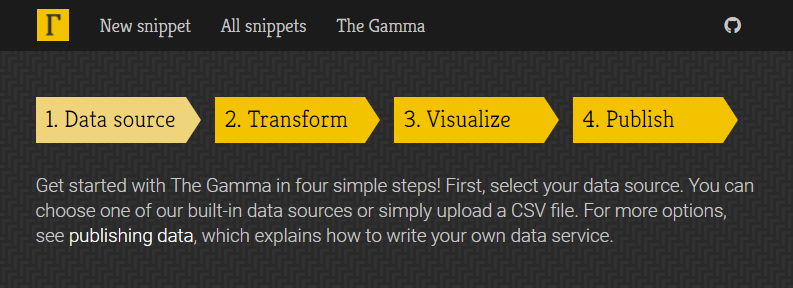 Γ New snippet All snippets The Gamma
1. Data source 2. Transform 3. Visualize 4. Publish
Get started with The Gamma in four simple steps! First, select your data source. You can
choose one of our built-in data sources or simply upload a CSV file. For more options,
see publishing data, which explains how to write your own data service.